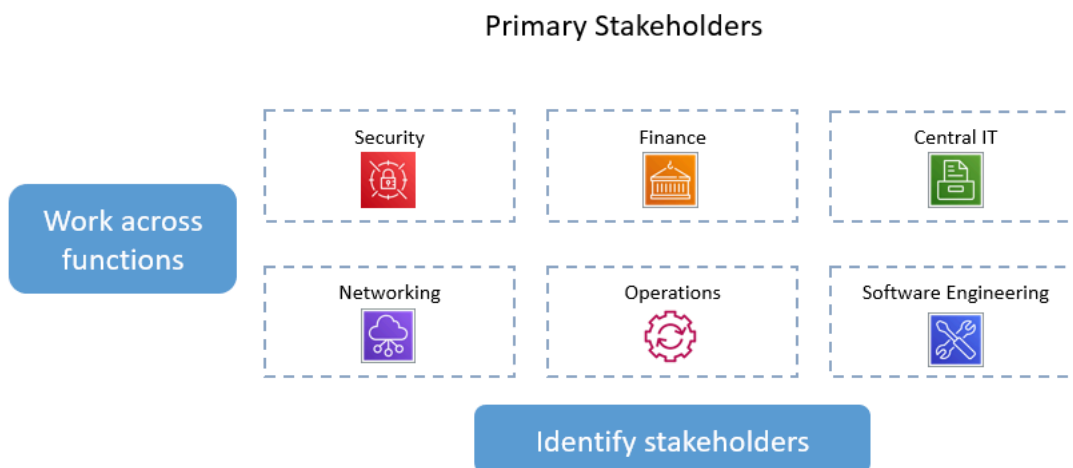 Primary Stakeholders
Security
Finance
Central IT
Work across
functions
Networking
Operations
Software Engineering
Identify stakeholders